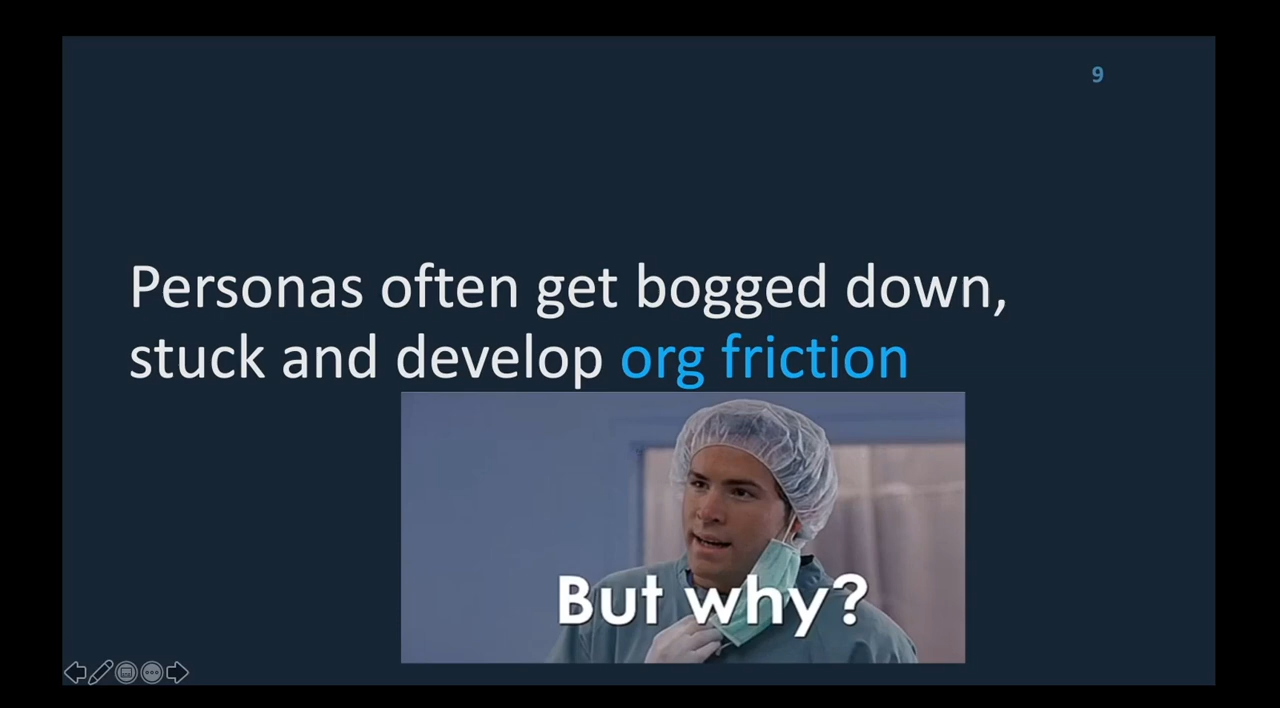 9
Personas often get bogged down,
stuck and develop org friction
But why?